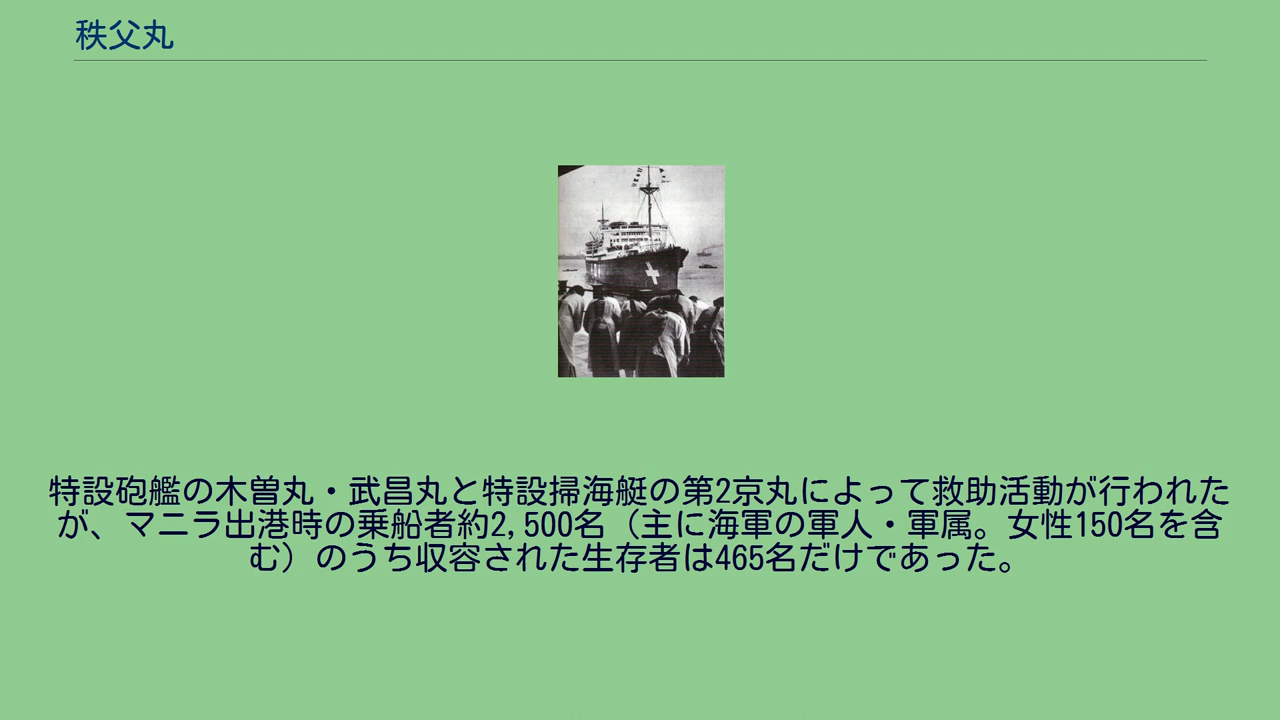 秩父丸
特設砲艦の木曽丸・武昌丸と特設掃海艇の第2京丸によって救助活動が行われた
が、マニラ出港時の乗船者約2,500名（主に海軍の軍人・軍属。女性150名を含
む）のうち収容された生存者は465名だけであった。